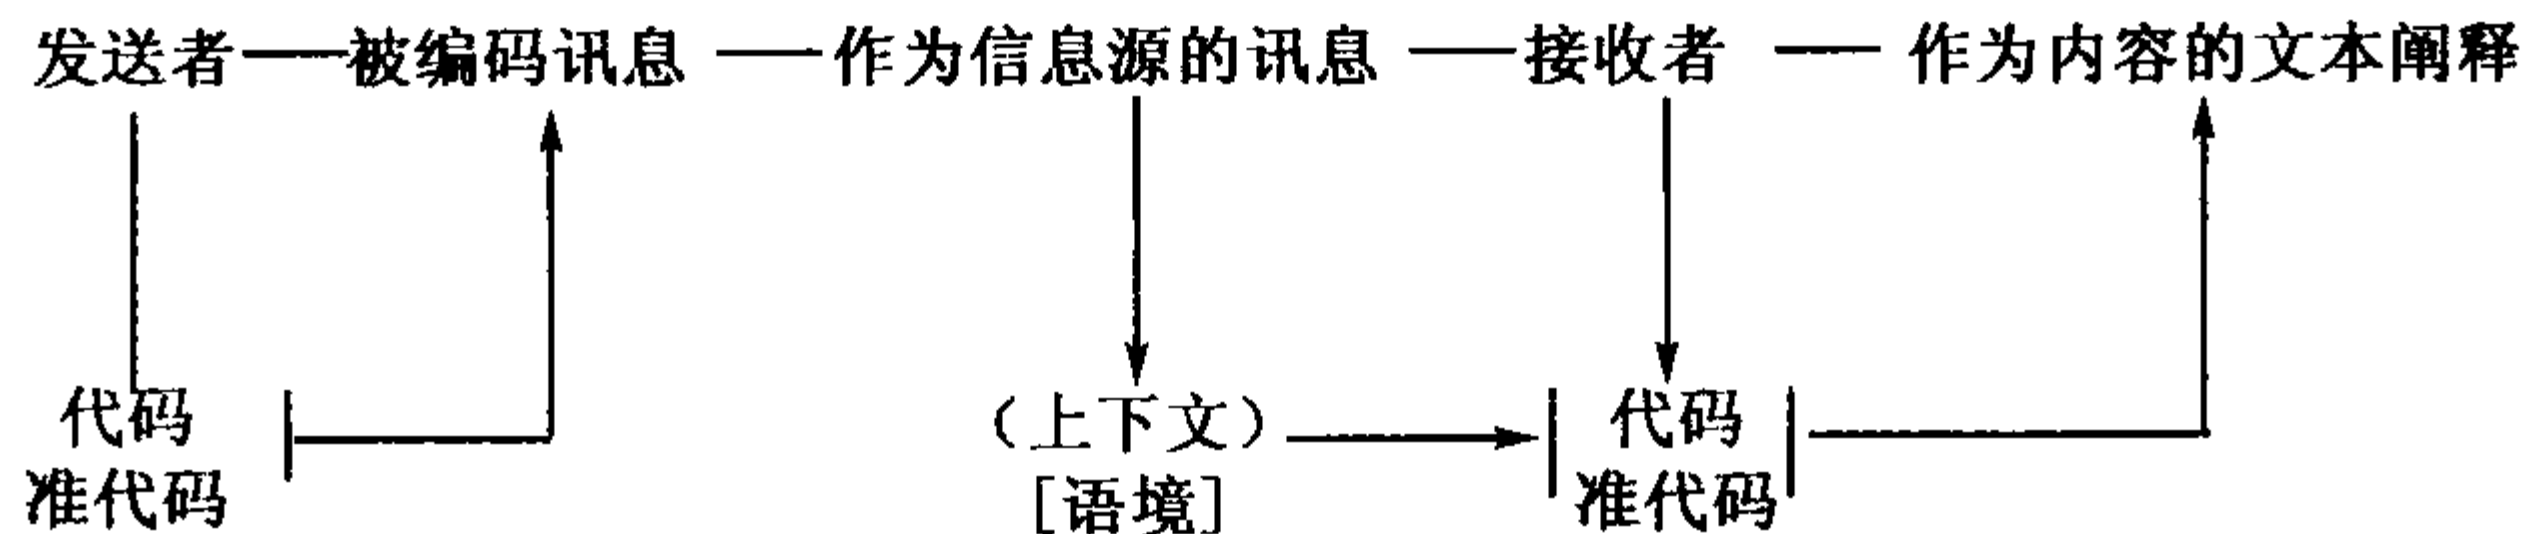 发送者——被编码讯息——作为信息源的讯息——接收者——作为内容的文本阐释
代码 （上下文） 代码
准代码 [语境] 准代码